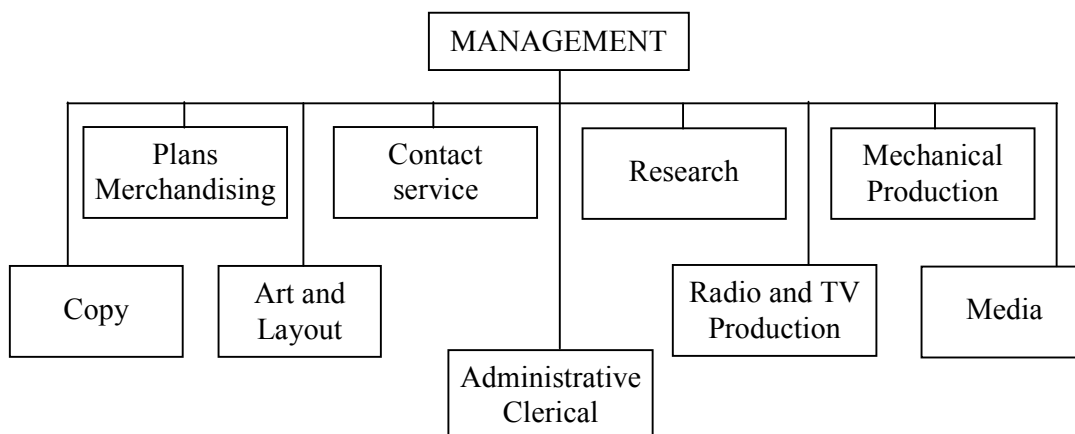 MANAGEMENT
Plans
Merchandising
Contact
service
Research
Mechanical
Production
Copy
Art and
Layout
Radio and TV
Production
Media
Administrative
Clerical